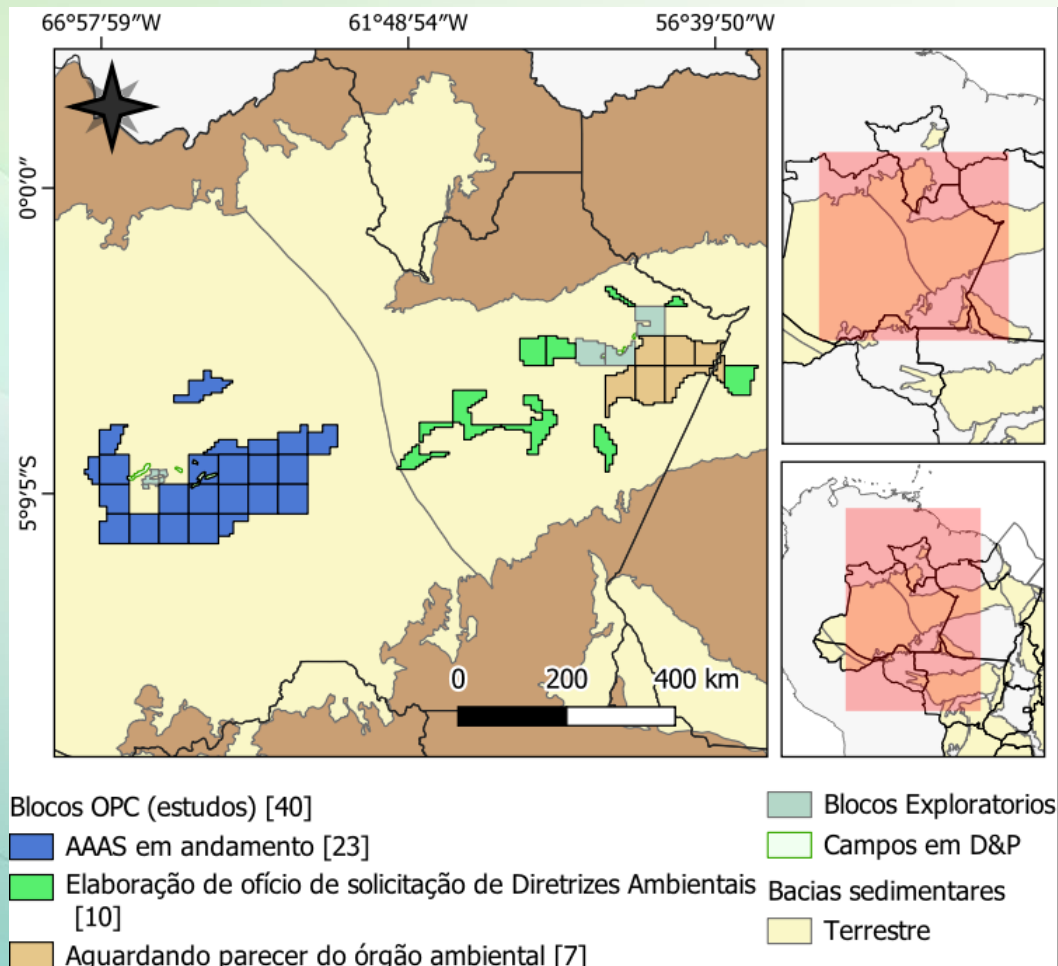 66°57′59″W 61°48′54″W 56°39′50″W
0°0′0″
5°9′5″S
0 200 400 km
Blocos OPC (estudos) [40]
AAAS em andamento [23]
Elaboração de ofício de solicitação de Diretrizes Ambientais
[10]
Aguardando parecer do órgão ambiental [7]
Blocos Exploratorios
Campos em D&P
Bacias sedimentares
Terrestre